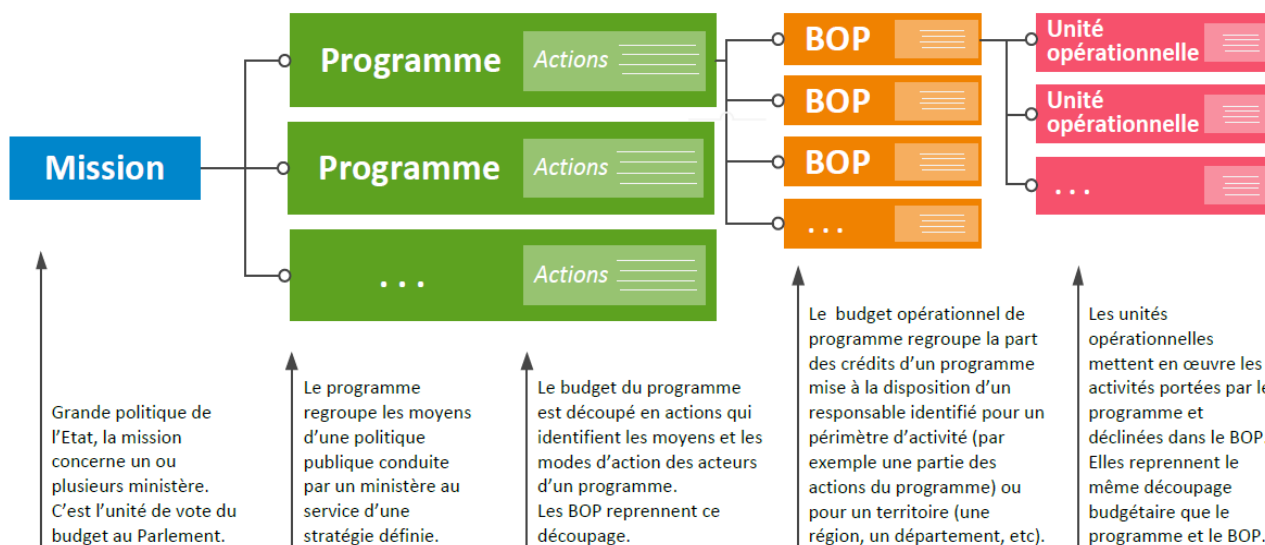 Mission
Programme
Actions
Programme
Actions
. . .
Actions
BOP
BOP
BOP
. . .
Unité
opérationnelle
Unité
opérationnelle
. . .
Grande politique de
l'Etat, la mission
concerne un ou
plusieurs ministère.
C'est l'unité de vote du
budget au Parlement.
Le programme
regroupe les moyens
d'une politique
publique conduite
par un ministère au
service d'une
stratégie définie.
Le budget du programme
est découpé en actions qui
identifient les moyens et les
modes d'action des acteurs
d'un programme.
Les BOP reprennent ce
découpage.
Le budget opérationnel de
programme regroupe la part
des crédits d'un programme
mise à la disposition d'un
responsable identifié pour un
périmètre d'activité (par
exemple une partie des
actions du programme) ou
pour un territoire (une
région, un département, etc).
Les unités
opérationnelles
mettent en œuvre les
activités portées par le
programme et
déclinées dans le BOP.
Elles reprennent le
même découpage
budgétaire que le
programme et le BOP.